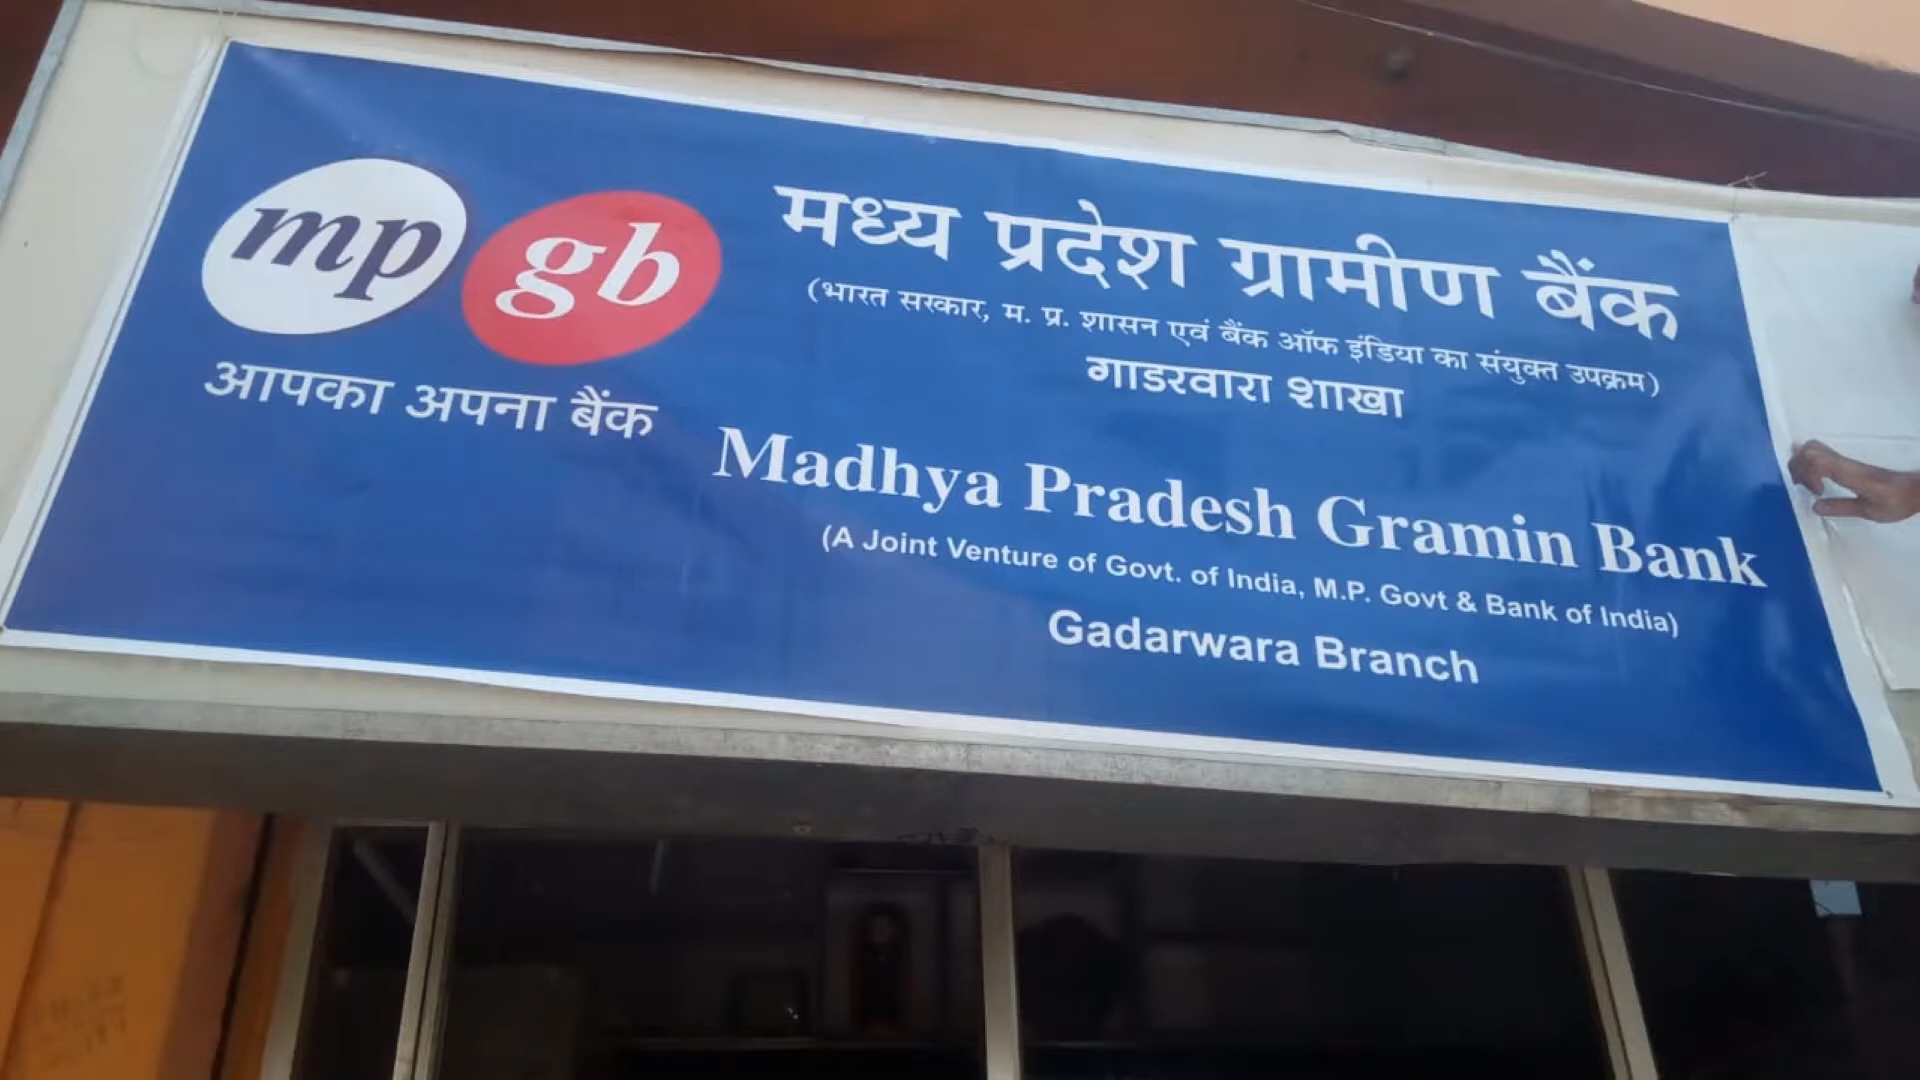 mp gb
आपका अपना बैंक
मध्य प्रदेश ग्रामीण बैंक
(भारत सरकार, म. प्र. शासन एवं बैंक ऑफ इंडिया का संयुक्त उपक्रम)
गाडरवारा शाखा
Madhya Pradesh Gramin Bank
(A Joint Venture of Govt. of India, M.P. Govt & Bank of India)
Gadarwara Branch